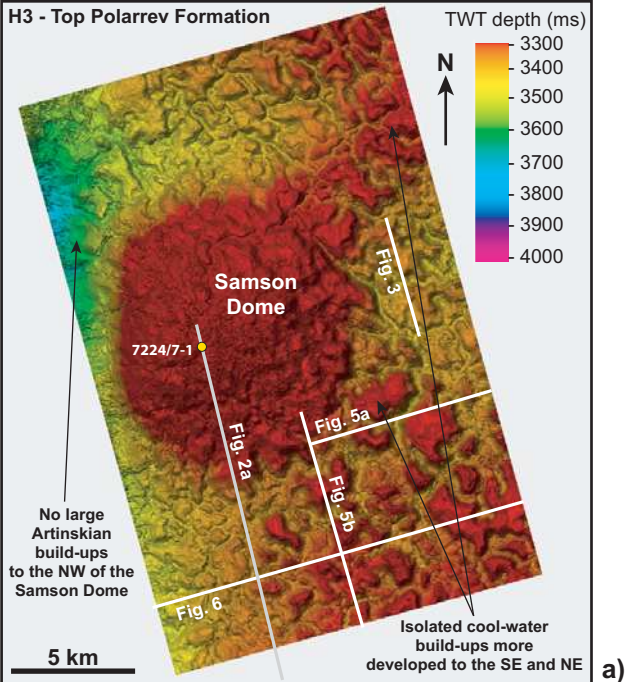 H3 - Top Polarrev Formation
TWT depth (ms)
3300
3400
3500
3600
3700
3800
3900
4000
N
Samson
Dome
Fig. 3
7224/7-1
Fig. 2a
Fig. 5a
Fig. 5b
No large
Artinskian
build-ups
to the NW of the
Samson Dome
Fig. 6
Isolated cool-water
build-ups more
developed to the SE and NE
5 km
a)